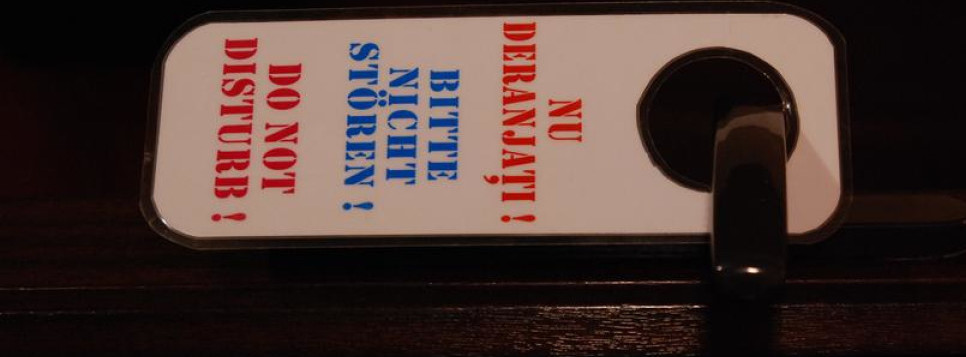 NU
DERANJAȚI !
BITTE
NICHT
STÖREN !
DO NOT
DISTURB !